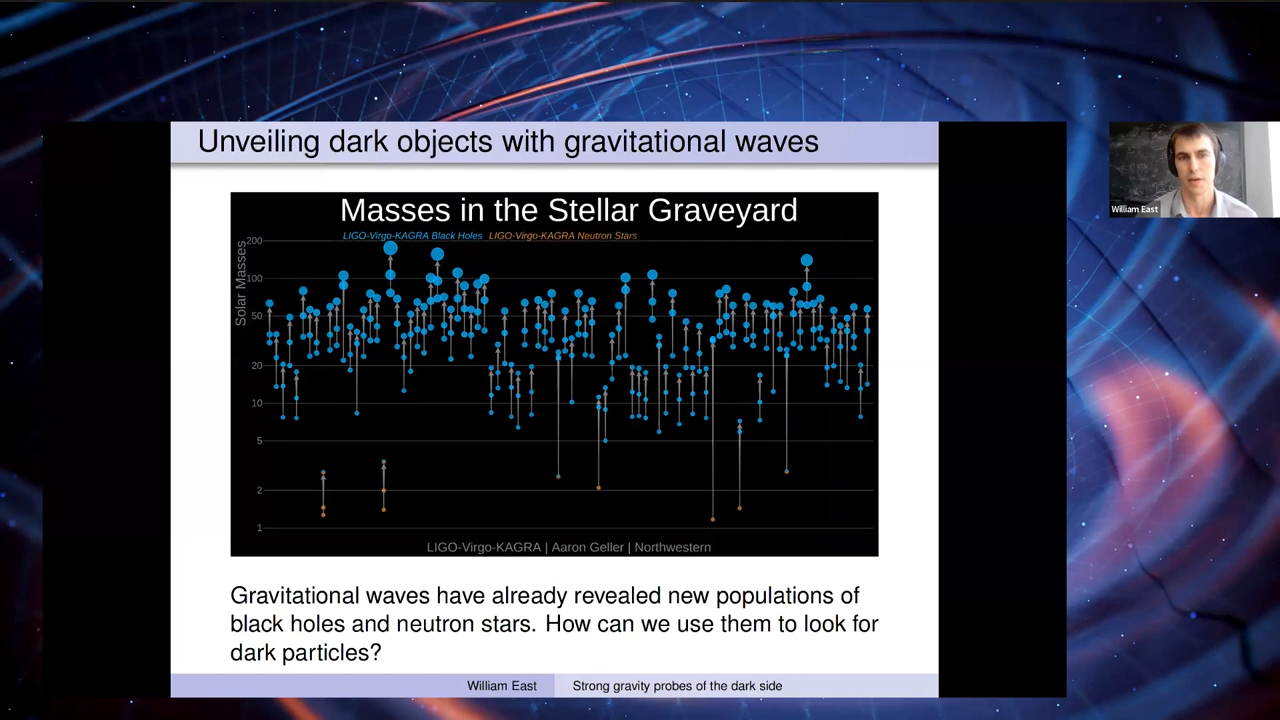 Unveiling dark objects with gravitational waves
Masses in the Stellar Graveyard
LIGO-Virgo-KAGRA Black Holes LIGO-Virgo-KAGRA Neutron Stars
Solar Masses
200
100
50
20
10
5
2
1
LIGO-Virgo-KAGRA | Aaron Geller | Northwestern
Gravitational waves have already revealed new populations of
black holes and neutron stars. How can we use them to look for
dark particles?
William East
Strong gravity probes of the dark side
William East